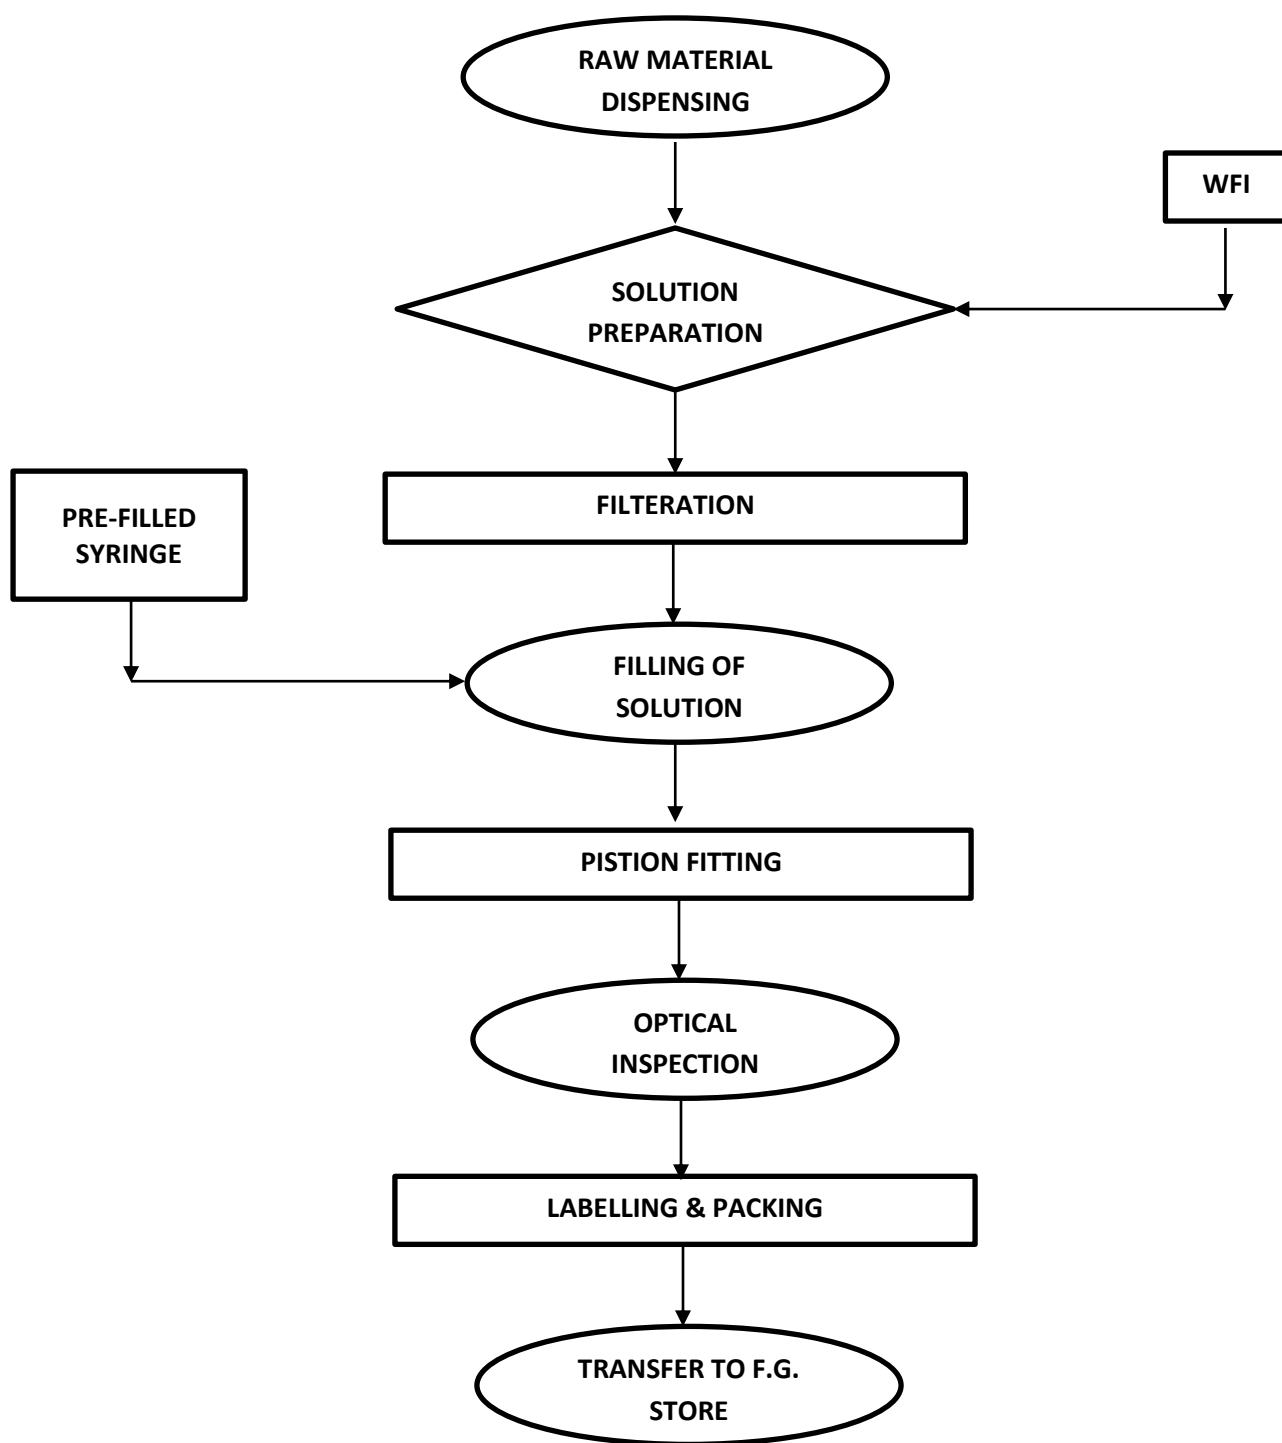 RAW MATERIAL
DISPENSING
WFI
SOLUTION
PREPARATION
FILTERATION
PRE-FILLED
SYRINGE
FILLING OF
SOLUTION
PISTION FITTING
OPTICAL
INSPECTION
LABELLING & PACKING
TRANSFER TO F.G.
STORE